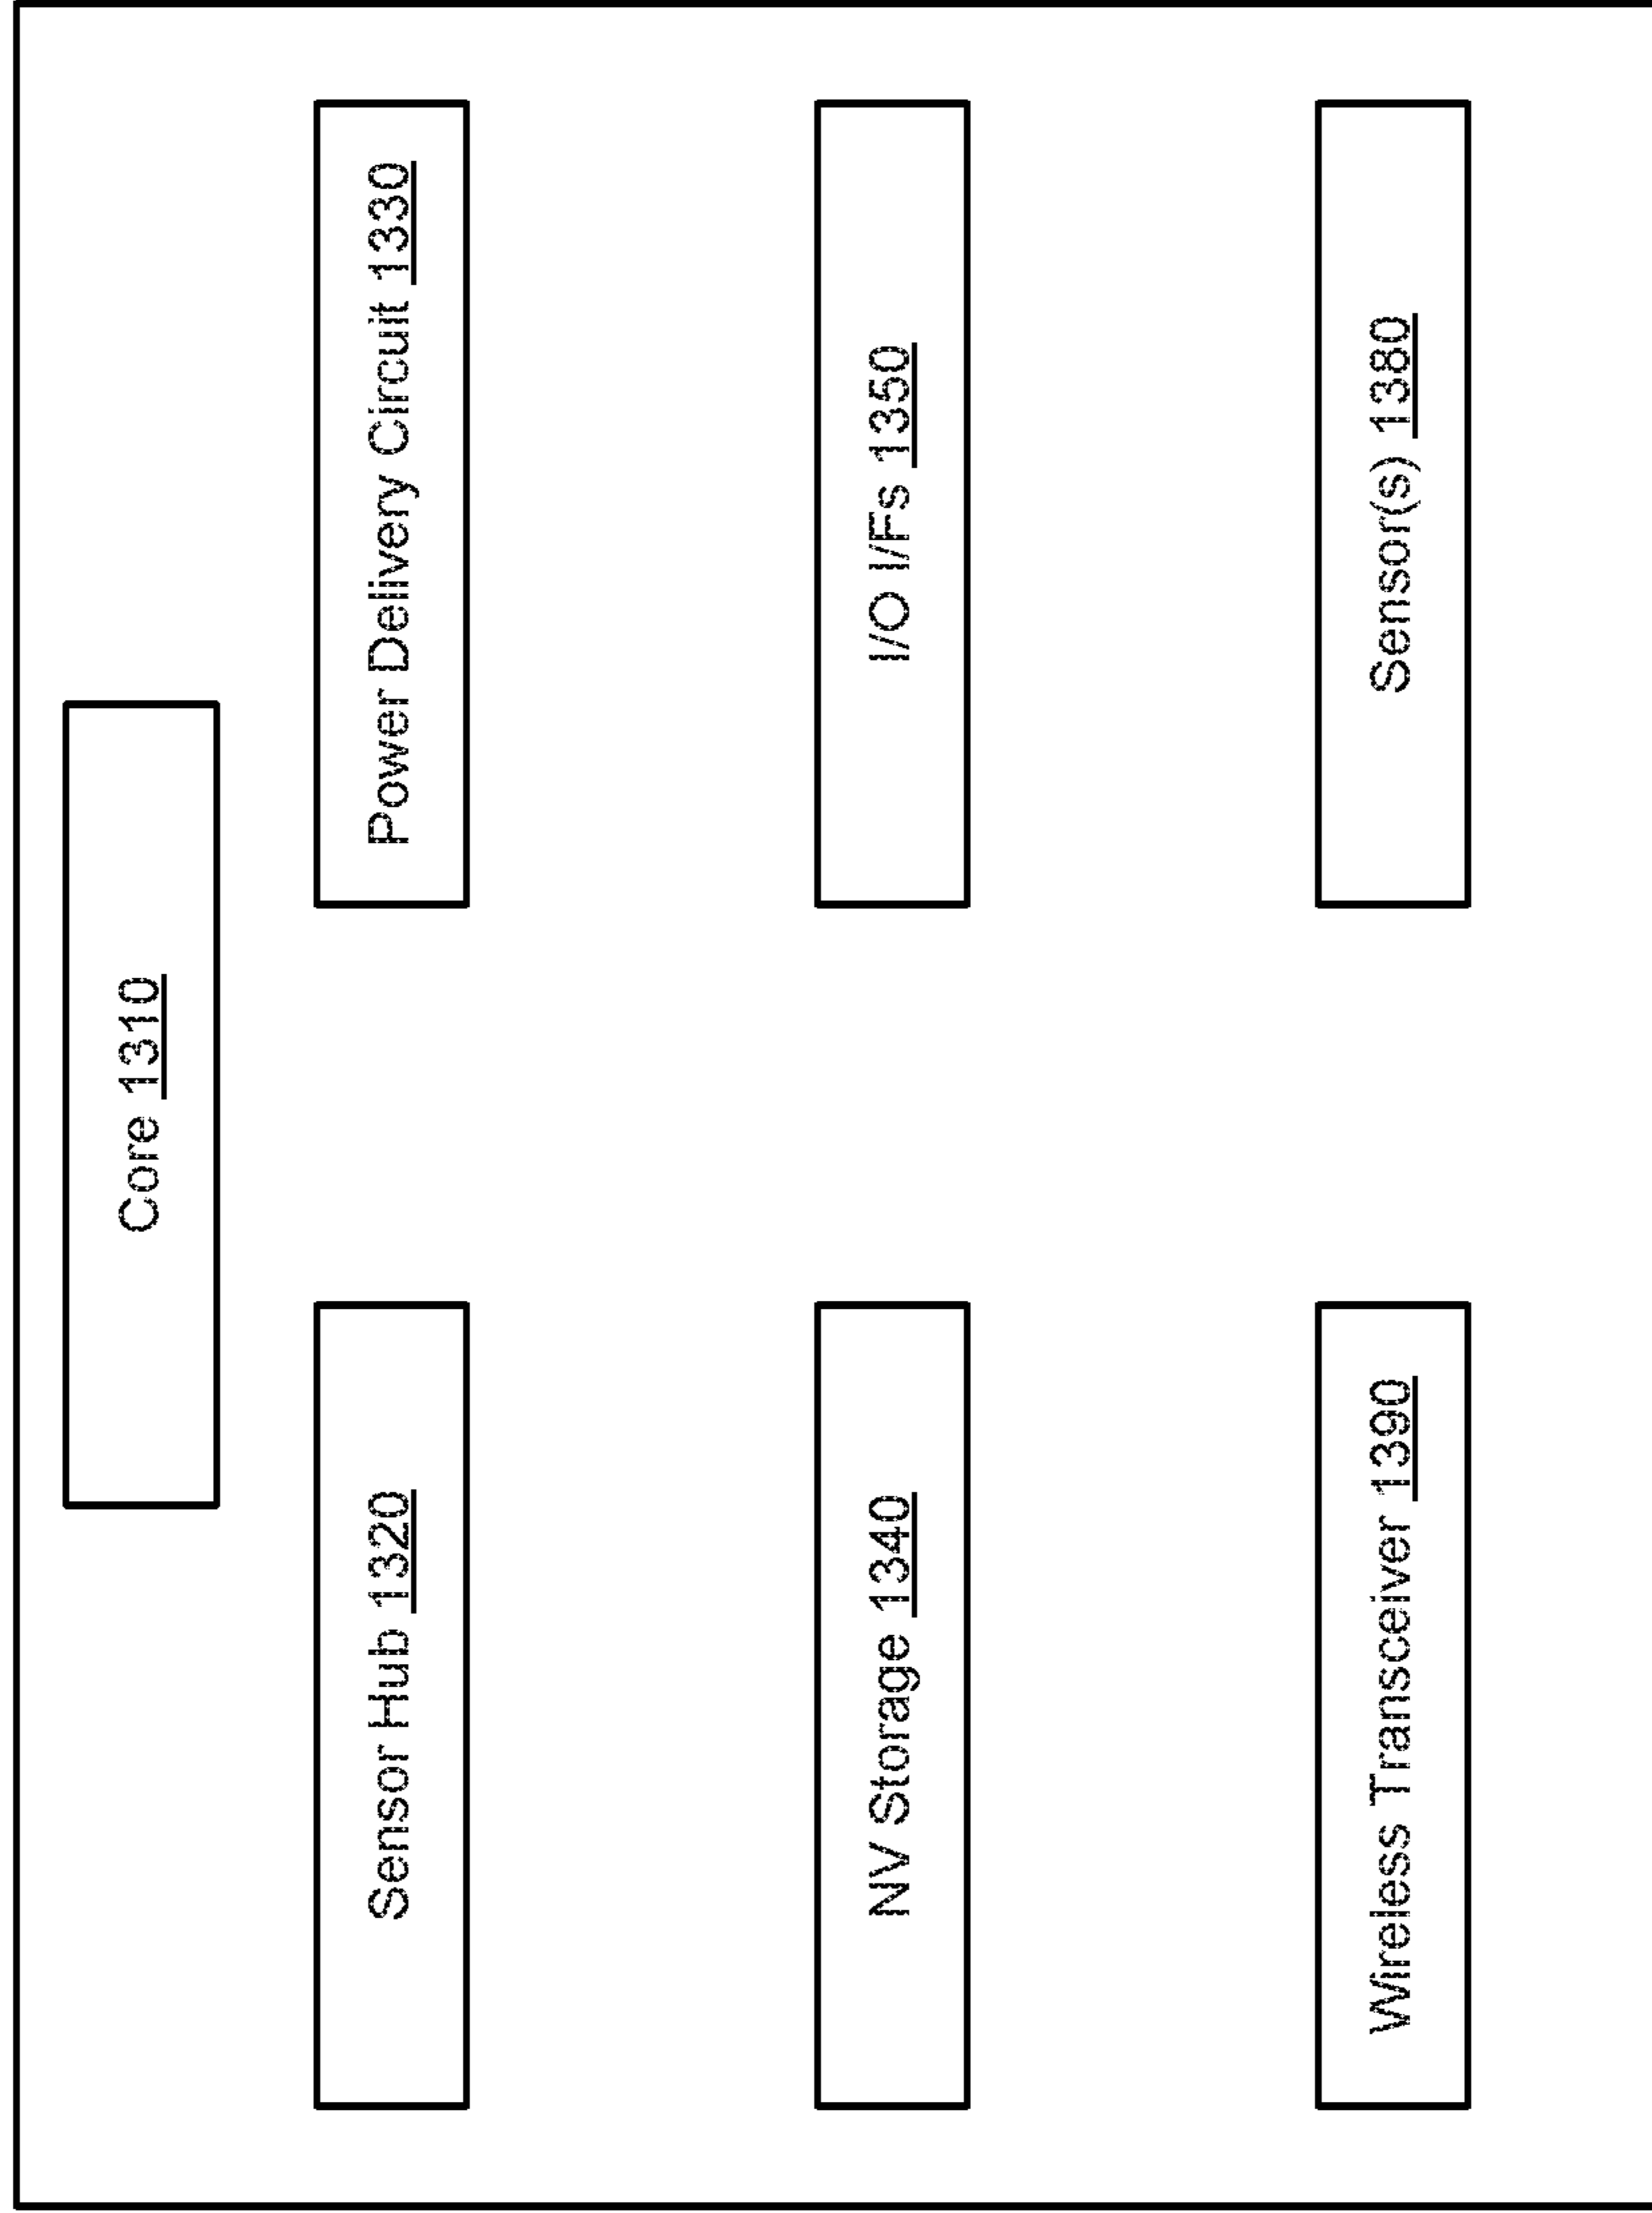 Core 1310
Sensor Hub 1320
Power Delivery Circuit 1330
NV Storage 1340
I/O I/Fs 1350
Wireless Transceiver 1390
Sensor(s) 1380